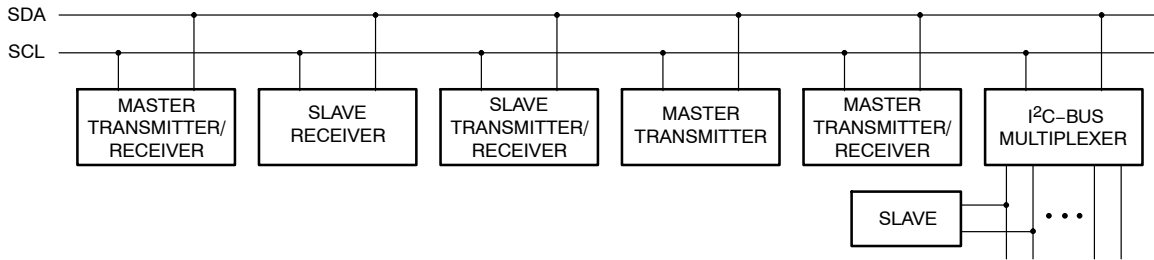 SDA
SCL
MASTER
TRANSMITTER/
RECEIVER
SLAVE
RECEIVER
SLAVE
TRANSMITTER/
RECEIVER
MASTER
TRANSMITTER
MASTER
TRANSMITTER/
RECEIVER
I²C−BUS
MULTIPLEXER
SLAVE